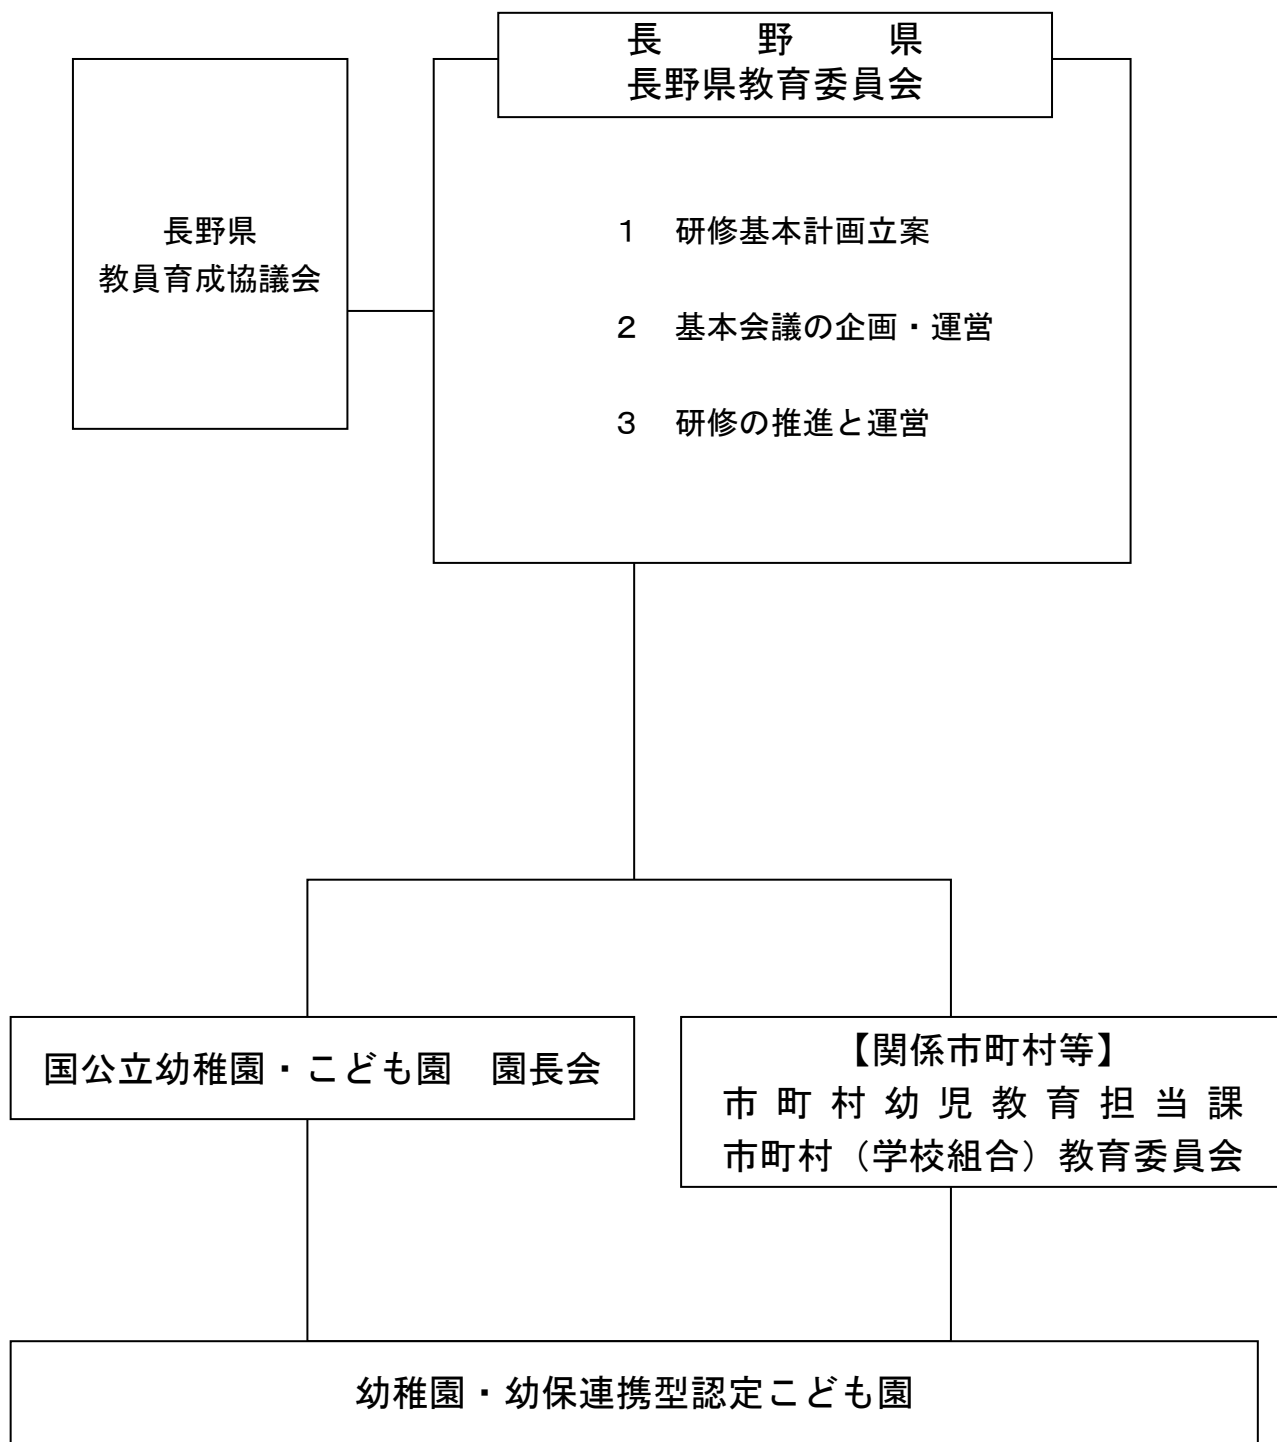 長　野　県
長野県教育委員会
長野県
教員育成協議会
１　研修基本計画立案
２　基本会議の企画・運営
３　研修の推進と運営
国公立幼稚園・こども園　園長会
【関係市町村等】
市町村幼児教育担当課
市町村（学校組合）教育委員会
幼稚園・幼保連携型認定こども園